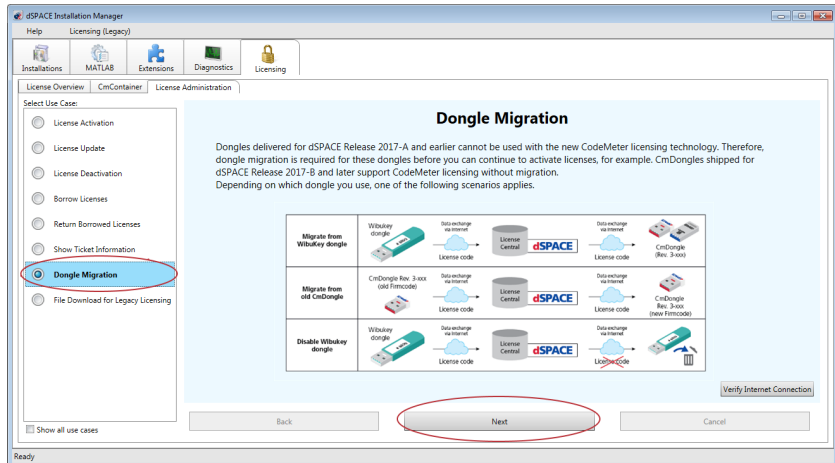 dSPACE Installation Manager
Help Licensing (Legacy)
Installations MATLAB Extensions Diagnostics Licensing
License Overview CmContainer License Administration
Select Use Case:
License Activation
License Update
License Deactivation
Borrow Licenses
Return Borrowed Licenses
Show Ticket Information
Dongle Migration
File Download for Legacy Licensing
Show all use cases
Dongle Migration
Dongles delivered for dSPACE Release 2017-A and earlier cannot be used with the new CodeMeter licensing technology. Therefore,
dongle migration is required for these dongles before you can continue to activate licenses, for example. CmDongles shipped for
dSPACE Release 2017-B and later support CodeMeter licensing without migration.
Depending on which dongle you use, one of the following scenarios applies.
Migrate from
WibuKey dongle
Wibukey
dongle
Data exchange
via Internet
License code
License
Central
dSPACE
Data exchange
via Internet
License code
CmDongle
(Rev. 3-xxx)
Migrate from
old CmDongle
CmDongle Rev. 3-xxx
(old Firmcode)
Data exchange
via Internet
License code
License
Central
dSPACE
Data exchange
via Internet
License code
CmDongle
Rev. 3-xxx
(new Firmcode)
Disable Wibukey
dongle
Wibukey
dongle
Data exchange
via Internet
License code
License
Central
dSPACE
Data exchange
via Internet
License code
Verify Internet Connection
Back Next Cancel
Ready